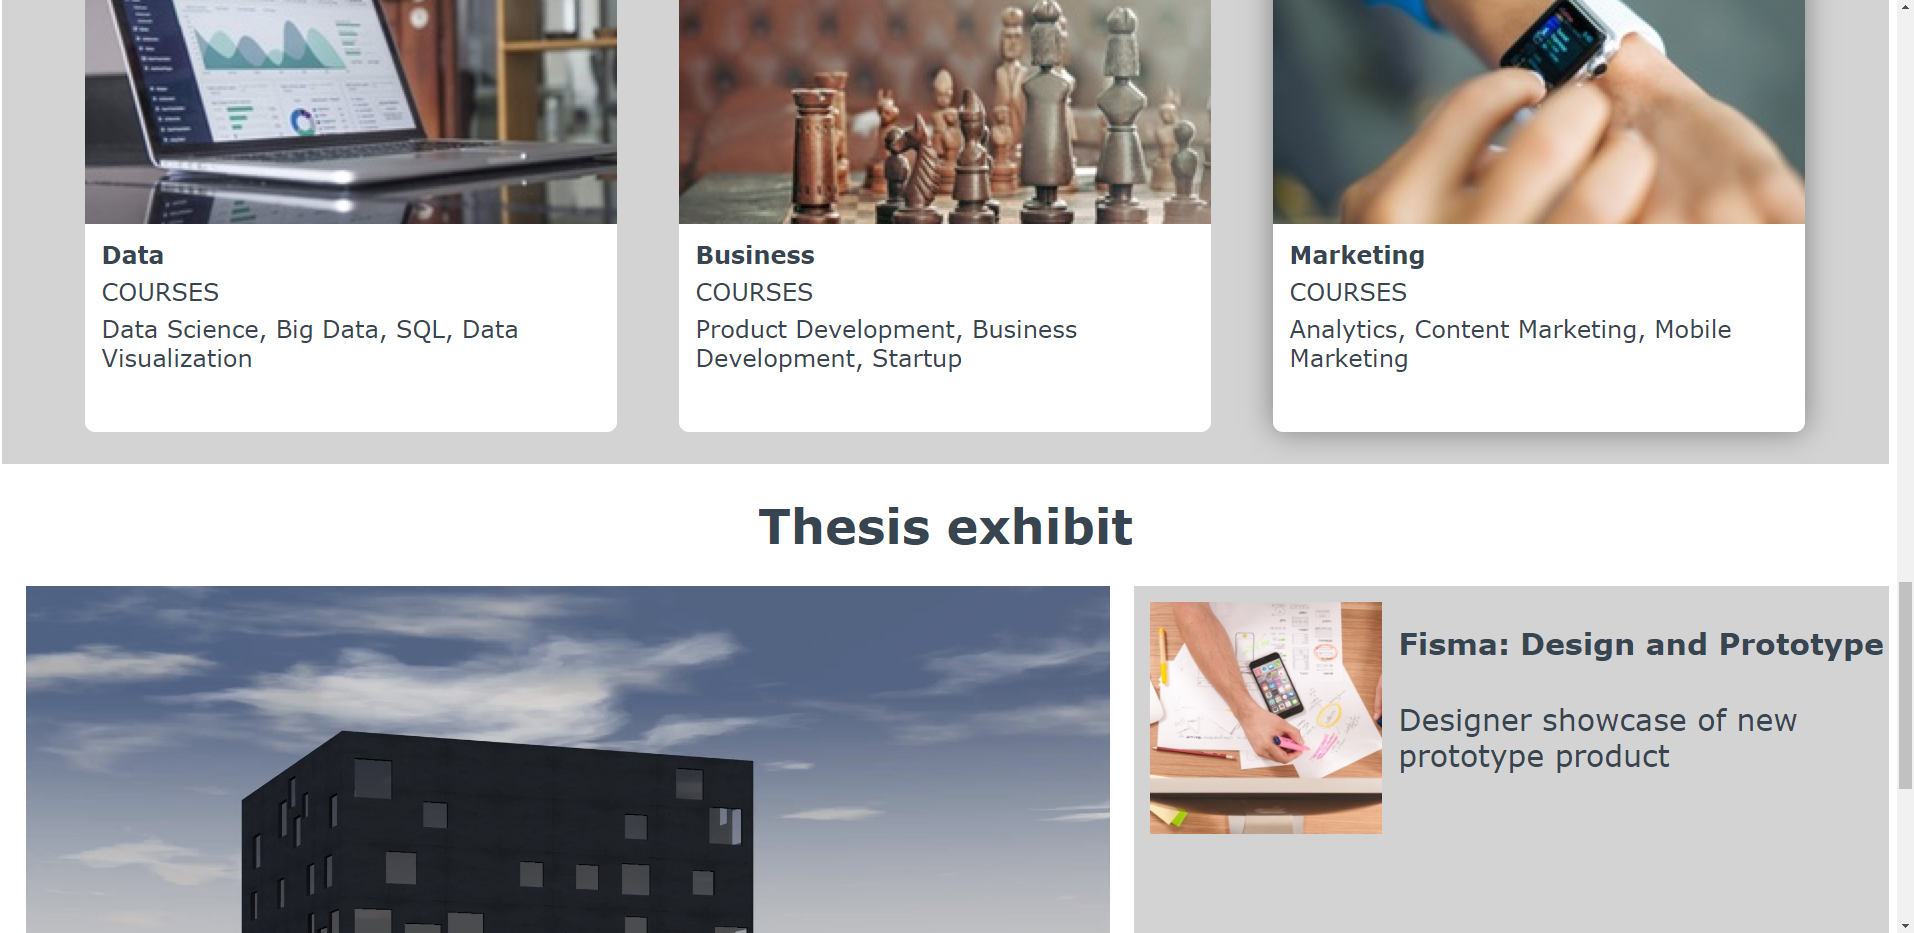 Data
COURSES
Data Science, Big Data, SQL, Data
Visualization
Business
COURSES
Product Development, Business
Development, Startup
Marketing
COURSES
Analytics, Content Marketing, Mobile
Marketing
Thesis exhibit
Fisma: Design and Prototype
Designer showcase of new
prototype product